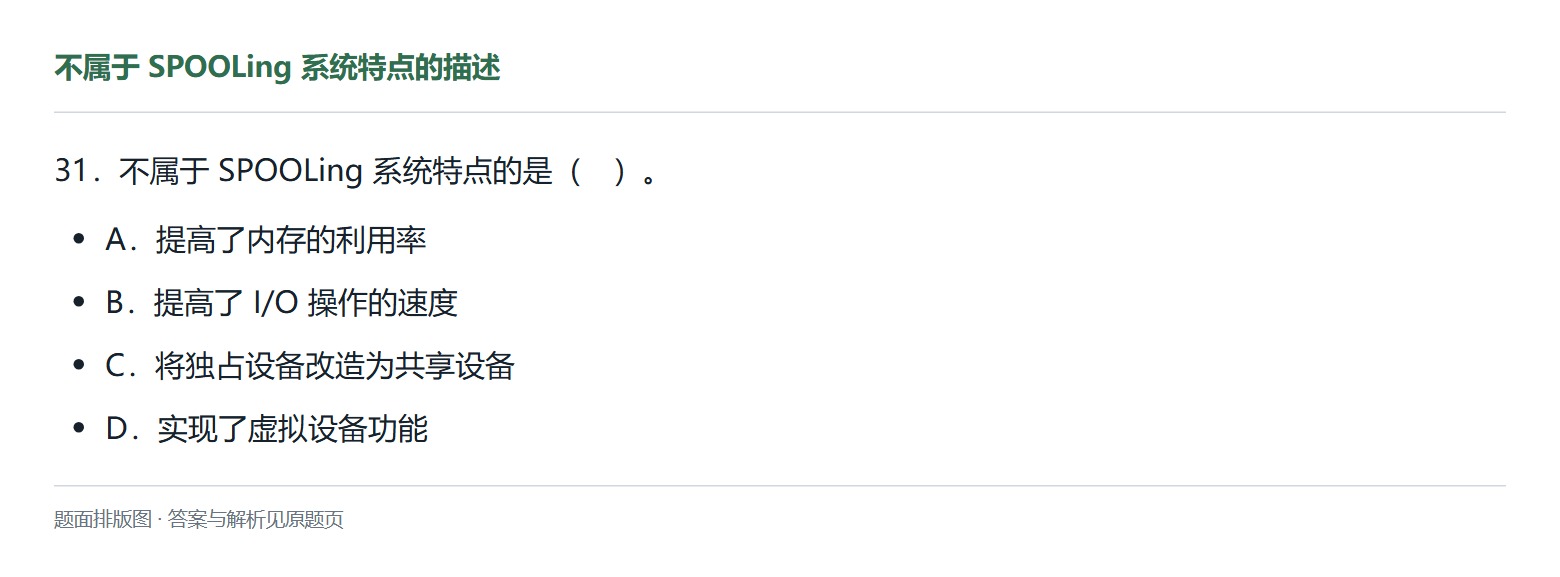 不属于 SPOOLing 系统特点的描述
31．不属于 SPOOLing 系统特点的是（　）。
• A．提高了内存的利用率
• B．提高了 I/O 操作的速度
• C．将独占设备改造为共享设备
• D．实现了虚拟设备功能
题面排版图 · 答案与解析见原题页